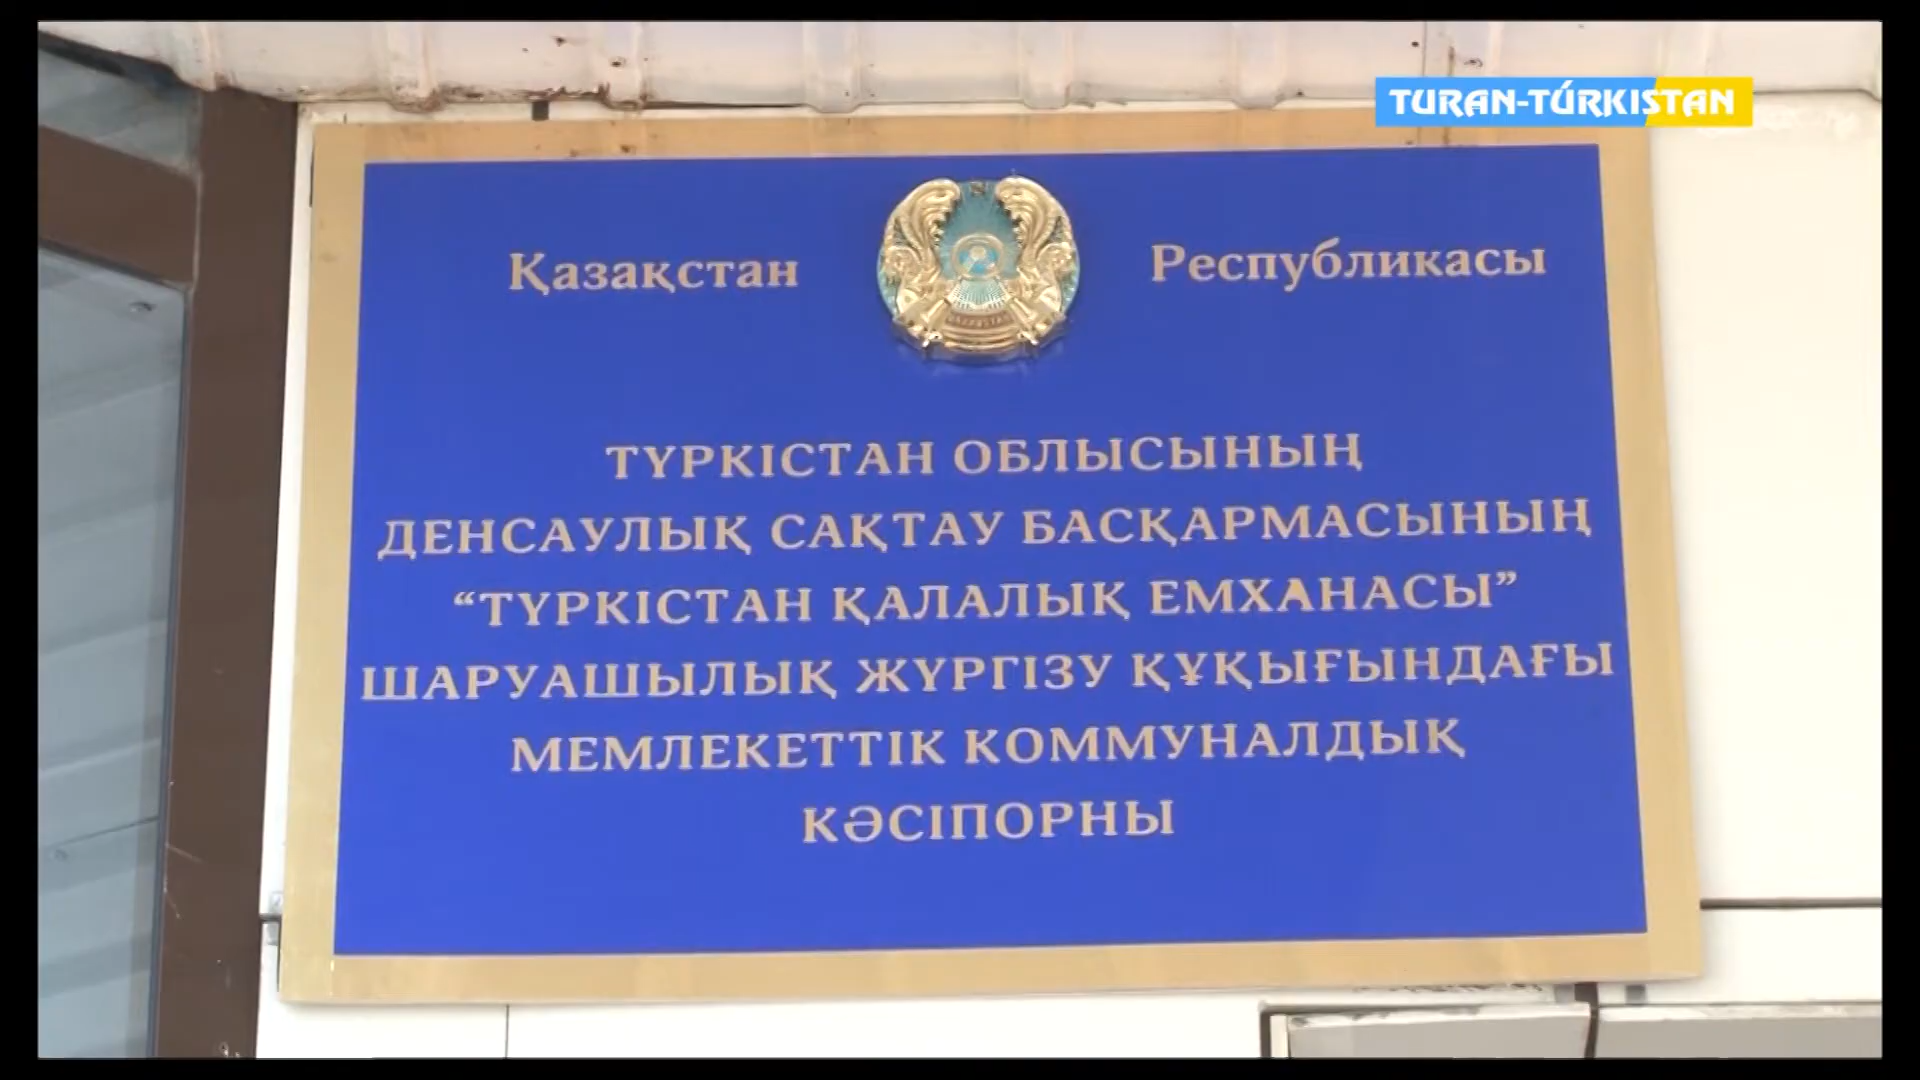 TURAN-TÚRKISTAN
Қазақстан Республикасы
ТҮРКІСТАН ОБЛЫСЫНЫҢ
ДЕНСАУЛЫҚ САҚТАУ БАСҚАРМАСЫНЫҢ
“ТҮРКІСТАН ҚАЛАЛЫҚ ЕМХАНАСЫ”
ШАРУАШЫЛЫҚ ЖҮРГІЗУ ҚҰҚЫҒЫНДАҒЫ
МЕМЛЕКЕТТІК КОММУНАЛДЫҚ
КӘСІПОРНЫ